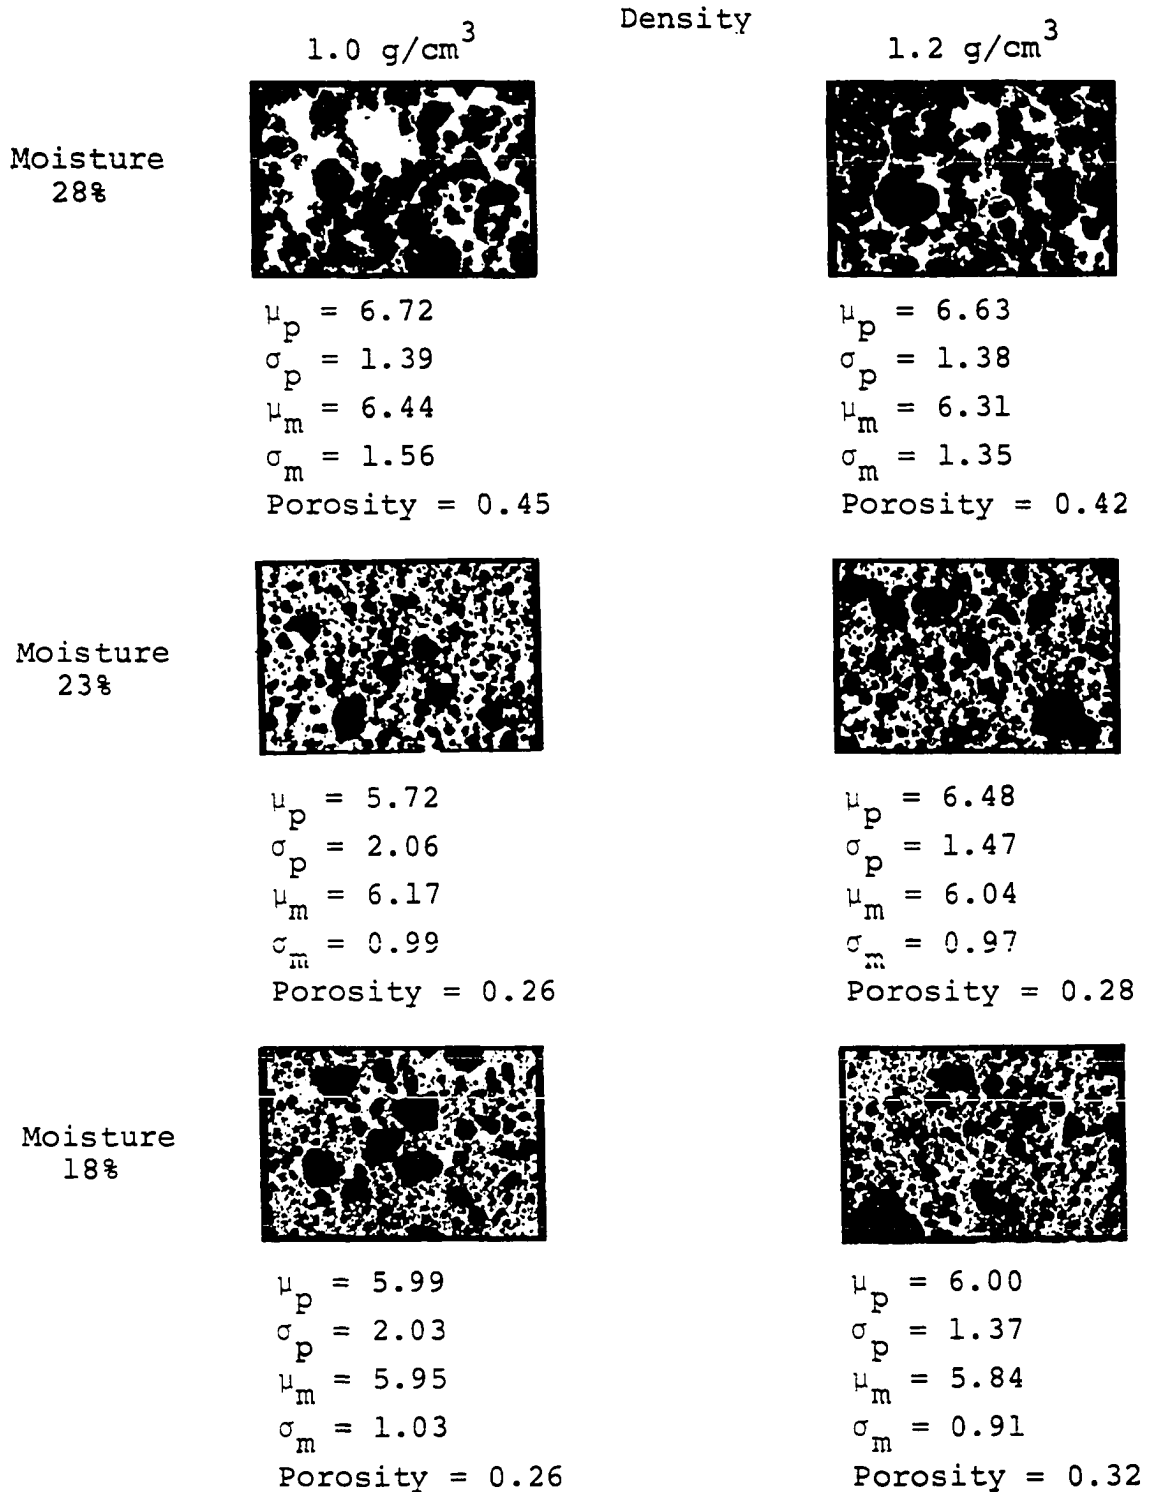 Density
1.0 g/cm³ 1.2 g/cm³
Moisture
28%
μp = 6.72 μp = 6.63
σp = 1.39 σp = 1.38
μm = 6.44 μm = 6.31
σm = 1.56 σm = 1.35
Porosity = 0.45 Porosity = 0.42
Moisture
23%
μp = 5.72 μp = 6.48
σp = 2.06 σp = 1.47
μm = 6.17 μm = 6.04
σm = 0.99 σm = 0.97
Porosity = 0.26 Porosity = 0.28
Moisture
18%
μp = 5.99 μp = 6.00
σp = 2.03 σp = 1.37
μm = 5.95 μm = 5.84
σm = 1.03 σm = 0.91
Porosity = 0.26 Porosity = 0.32